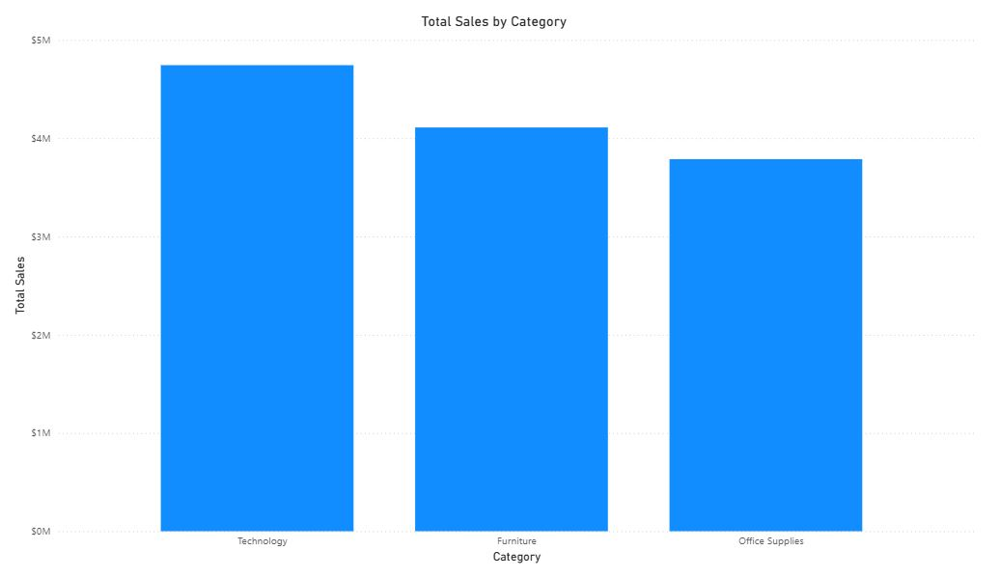 Total Sales by Category
$5M
$4M
$3M
$2M
$1M
$0M
Total Sales
Technology
Furniture
Office Supplies
Category